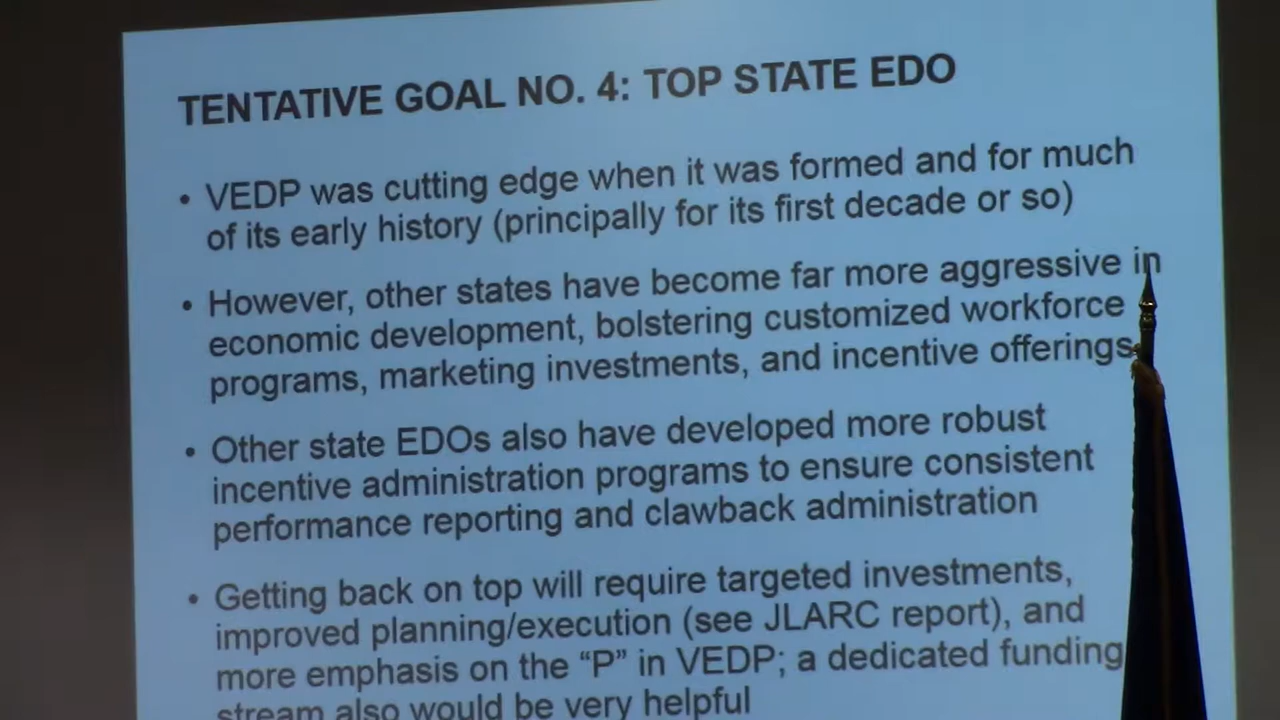 TENTATIVE GOAL NO. 4: TOP STATE EDO
• VEDP was cutting edge when it was formed and for much
of its early history (principally for its first decade or so)
• However, other states have become far more aggressive in
economic development, bolstering customized workforce
programs, marketing investments, and incentive offerings
• Other state EDOs also have developed more robust
incentive administration programs to ensure consistent
performance reporting and clawback administration
• Getting back on top will require targeted investments,
improved planning/execution (see JLARC report), and
more emphasis on the “P” in VEDP; a dedicated funding
stream also would be very helpful